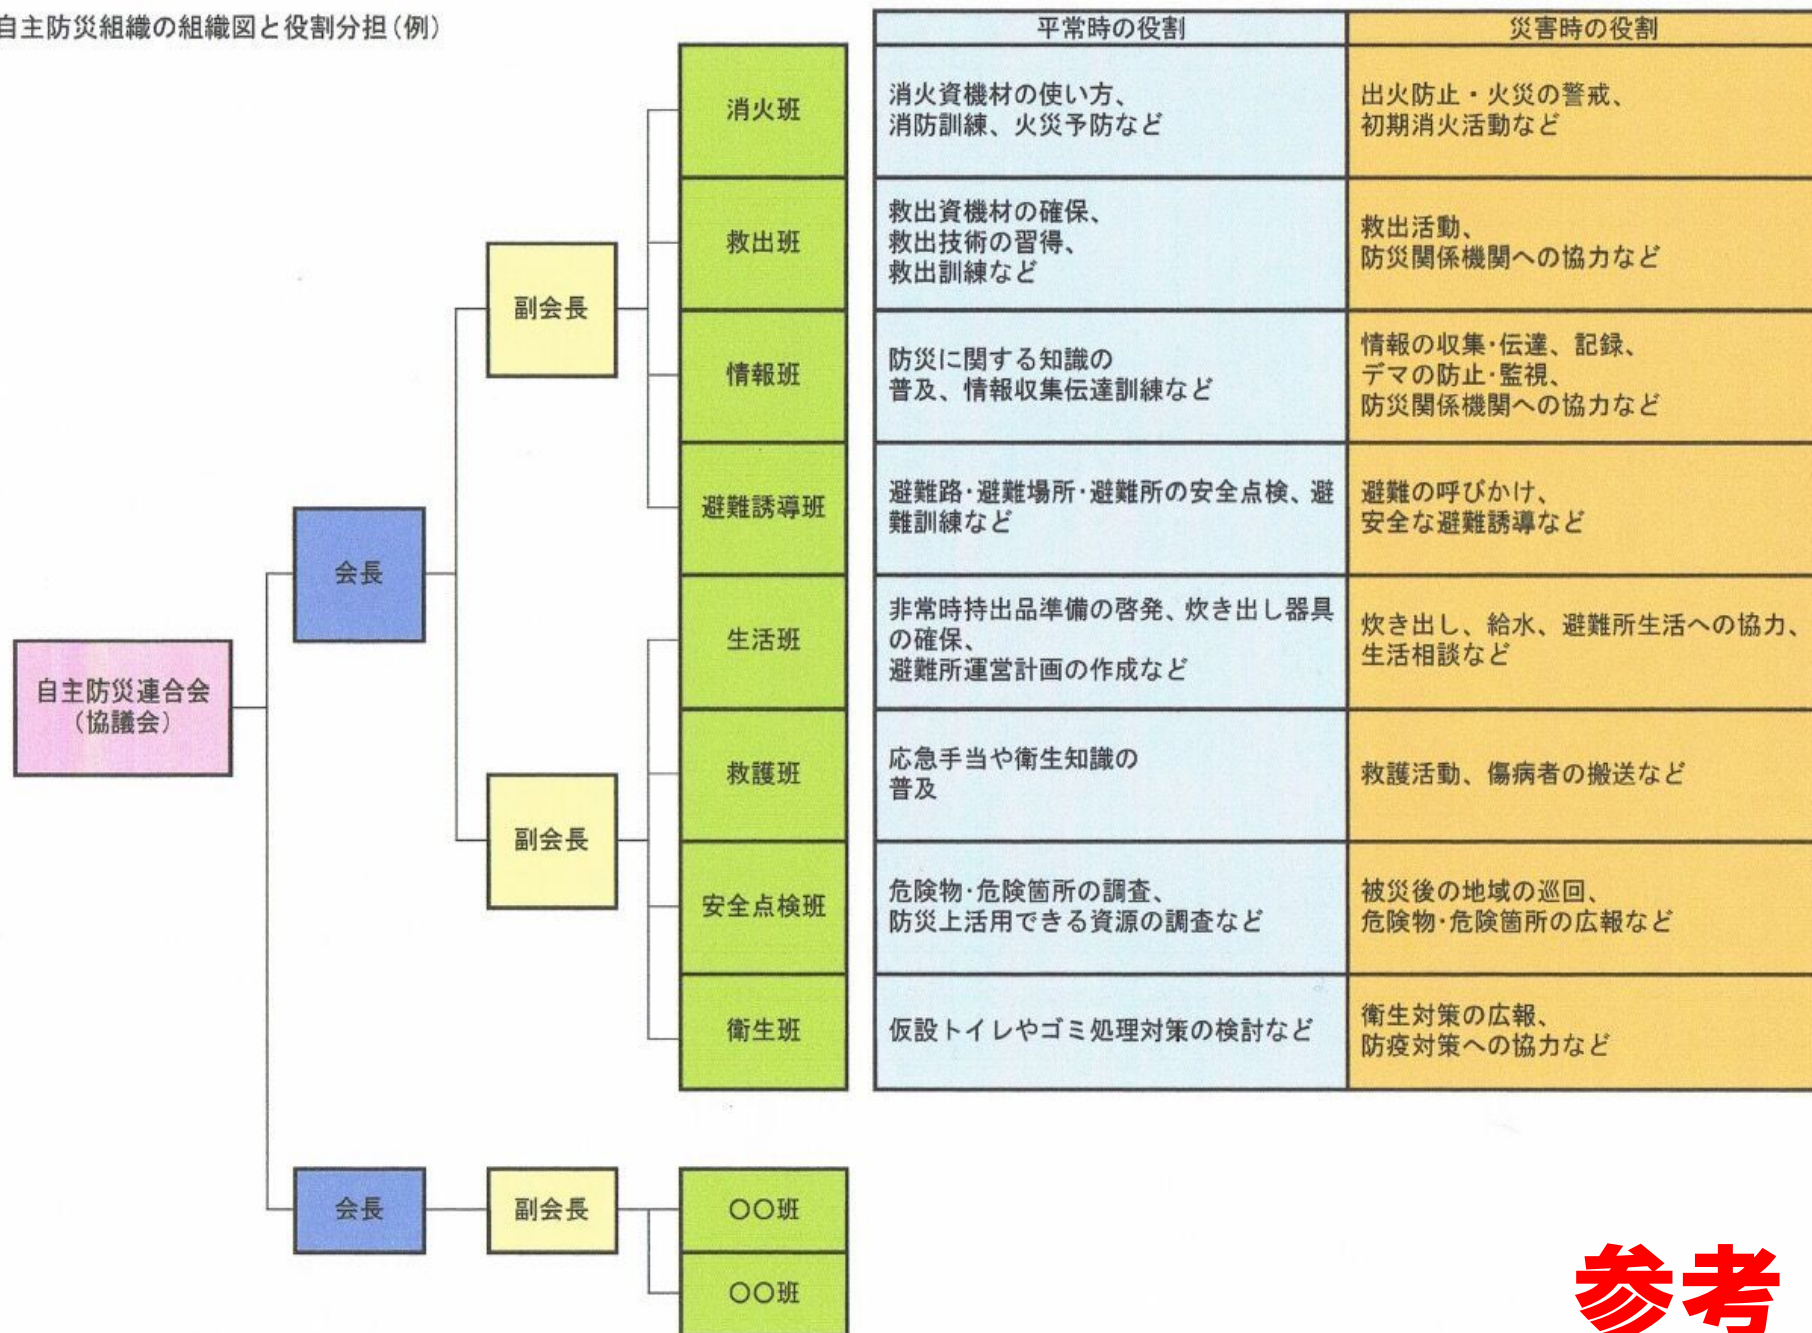 自主防災組織の組織図と役割分担(例)
平常時の役割
災害時の役割
消火班
消火資機材の使い方、
消防訓練、火災予防など
出火防止・火災の警戒、
初期消火活動など
救出班
救出資機材の確保、
救出技術の習得、
救出訓練など
救出活動、
防災関係機関への協力など
副会長
情報班
防災に関する知識の
普及、情報収集伝達訓練など
情報の収集・伝達、記録、
デマの防止・監視、
防災関係機関への協力など
避難誘導班
避難路・避難場所・避難所の安全点検、避
難訓練など
避難の呼びかけ、
安全な避難誘導など
会長
生活班
非常時持出品準備の啓発、炊き出し器具
の確保、
避難所運営計画の作成など
炊き出し、給水、避難所生活への協力、
生活相談など
自主防災連合会
(協議会)
救護班
応急手当や衛生知識の
普及
救護活動、傷病者の搬送など
副会長
安全点検班
危険物・危険箇所の調査、
防災上活用できる資源の調査など
被災後の地域の巡回、
危険物・危険箇所の広報など
衛生班
仮設トイレやゴミ処理対策の検討など
衛生対策の広報、
防疫対策への協力など
会長
副会長
〇〇班
〇〇班
参考